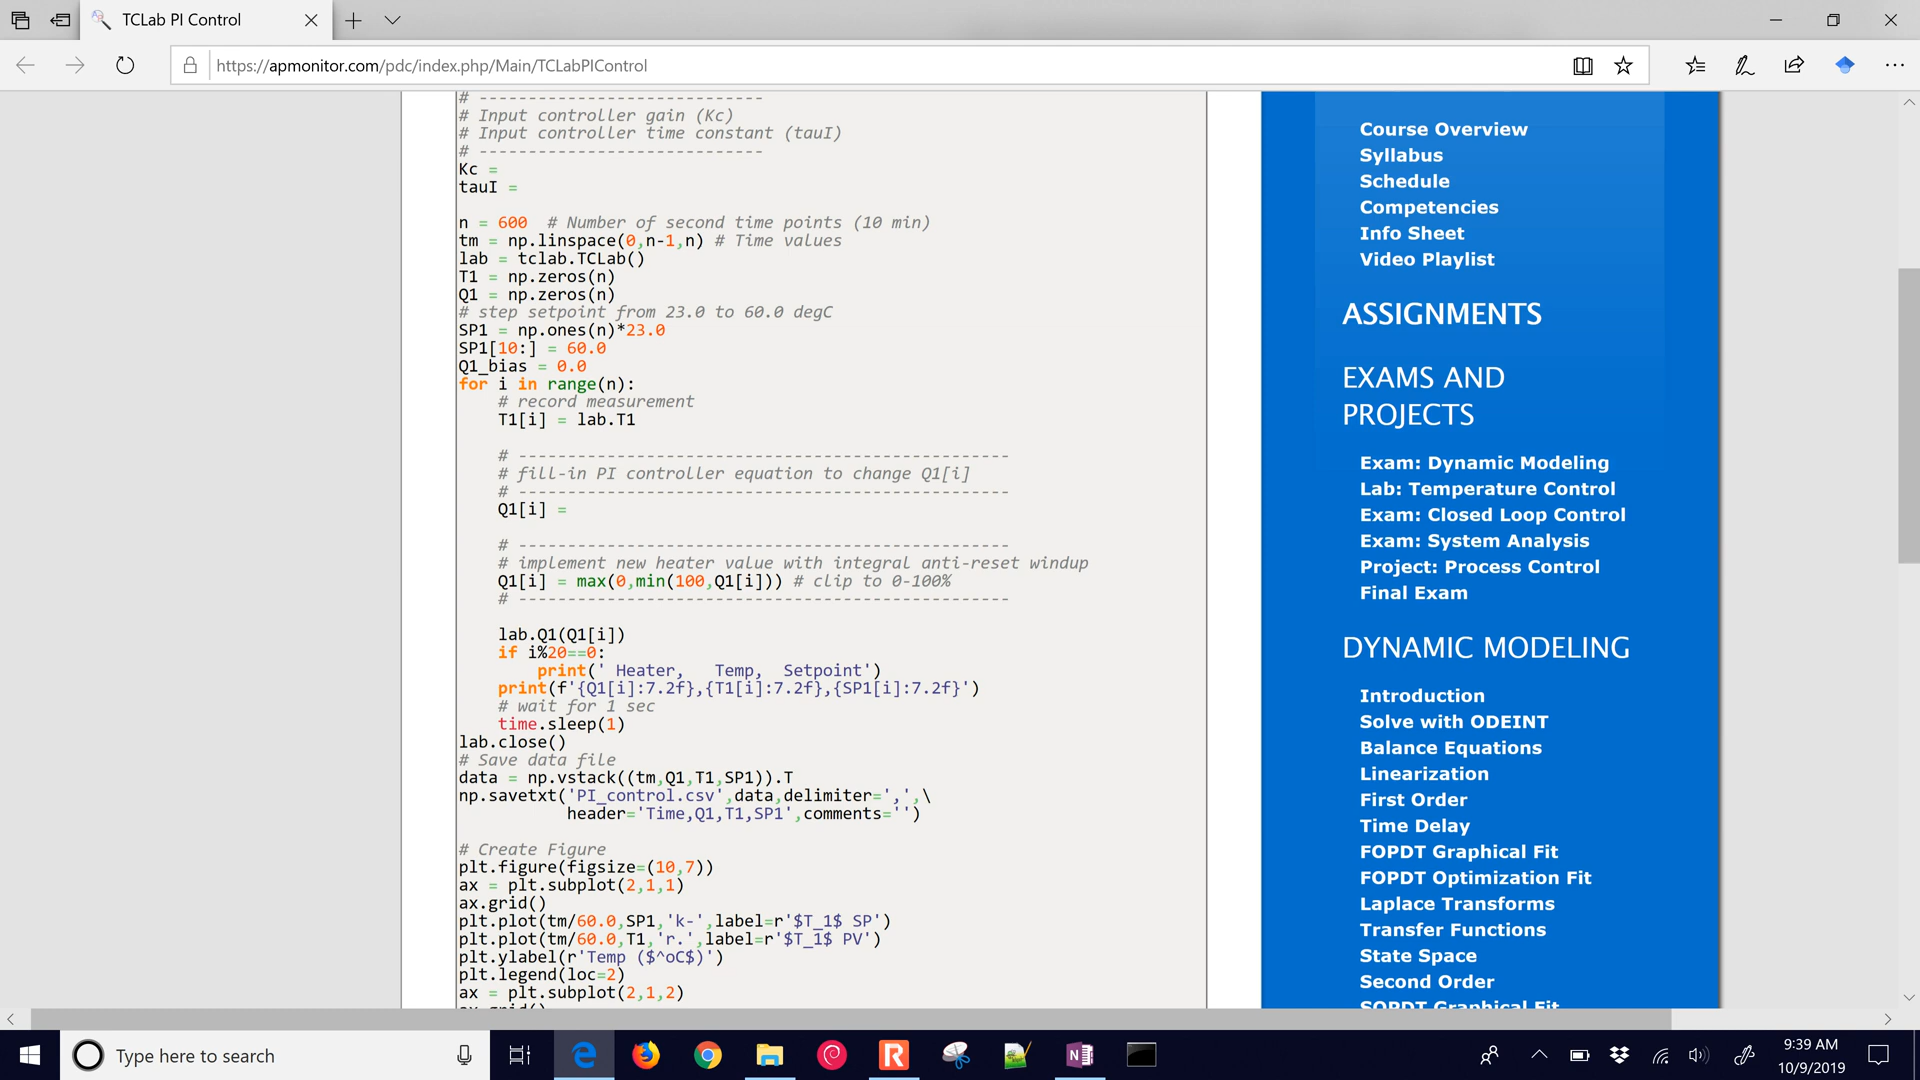 TCLab PI Control
https://apmonitor.com/pdc/index.php/Main/TCLabPIControl
# -----------------------------
# Input controller gain (Kc)
# Input controller time constant (tauI)
# -----------------------------
Kc =
tauI =
n = 600  # Number of second time points (10 min)
tm = np.linspace(0,n-1,n) # Time values
lab = tclab.TCLab()
T1 = np.zeros(n)
Q1 = np.zeros(n)
# step setpoint from 23.0 to 60.0 degC
SP1 = np.ones(n)*23.0
SP1[10:] = 60.0
Q1_bias = 0.0
for i in range(n):
    # record measurement
    T1[i] = lab.T1
    # --------------------------------------------------
    # fill-in PI controller equation to change Q1[i]
    # --------------------------------------------------
    Q1[i] =
    # --------------------------------------------------
    # implement new heater value with integral anti-reset windup
    Q1[i] = max(0,min(100,Q1[i])) # clip to 0-100%
    # --------------------------------------------------
    lab.Q1(Q1[i])
    if i%20==0:
        print(' Heater,   Temp,  Setpoint')
    print(f'{Q1[i]:7.2f},{T1[i]:7.2f},{SP1[i]:7.2f}')
    # wait for 1 sec
    time.sleep(1)
lab.close()
# Save data file
data = np.vstack((tm,Q1,T1,SP1)).T
np.savetxt('PI_control.csv',data,delimiter=',',\
           header='Time,Q1,T1,SP1',comments='')
# Create Figure
plt.figure(figsize=(10,7))
ax = plt.subplot(2,1,1)
ax.grid()
plt.plot(tm/60.0,SP1,'k-',label=r'$T_1$ SP')
plt.plot(tm/60.0,T1,'r.',label=r'$T_1$ PV')
plt.ylabel(r'Temp ($^oC$)')
plt.legend(loc=2)
ax = plt.subplot(2,1,2)
ax.grid()
Course Overview
Syllabus
Schedule
Competencies
Info Sheet
Video Playlist
ASSIGNMENTS
EXAMS AND
PROJECTS
Exam: Dynamic Modeling
Lab: Temperature Control
Exam: Closed Loop Control
Exam: System Analysis
Project: Process Control
Final Exam
DYNAMIC MODELING
Introduction
Solve with ODEINT
Balance Equations
Linearization
First Order
Time Delay
FOPDT Graphical Fit
FOPDT Optimization Fit
Laplace Transforms
Transfer Functions
State Space
Second Order
SOPDT Graphical Fit
Type here to search
9:39 AM
10/9/2019